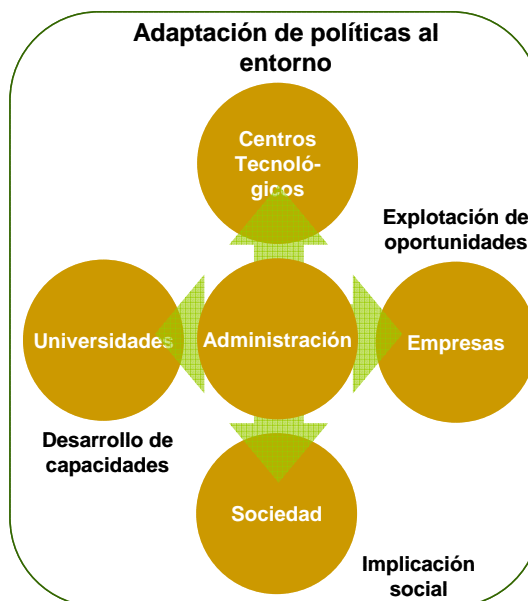 Adaptación de políticas al
entorno
Centros
Tecnoló-
gicos
Explotación de
oportunidades
Universidades
Administración
Empresas
Desarrollo de
capacidades
Sociedad
Implicación
social